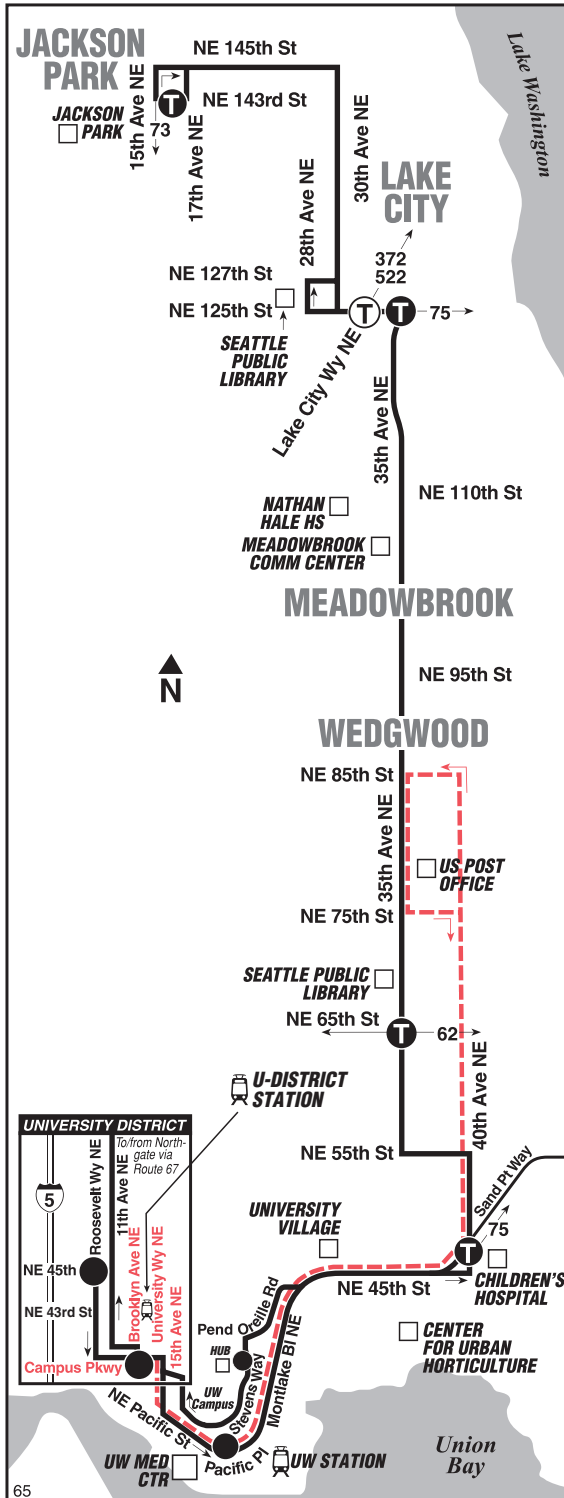 JACKSON
PARK
NE 145th St
Lake Washington
JACKSON
PARK
15th Ave NE
T
73
NE 143rd St
17th Ave NE
30th Ave NE
28th Ave NE
LAKE
CITY
372
522
NE 127th St
NE 125th St
T
T
75
SEATTLE
PUBLIC
LIBRARY
Lake City Wy NE
35th Ave NE
NE 110th St
NATHAN
HALE HS
MEADOWBROOK
COMM CENTER
MEADOWBROOK
N
NE 95th St
WEDGWOOD
NE 85th St
35th Ave NE
US POST
OFFICE
NE 75th St
SEATTLE PUBLIC
LIBRARY
NE 65th St
T
62
40th Ave NE
U-DISTRICT
STATION
NE 55th St
Sand Pt Way
75
T
UNIVERSITY
VILLAGE
NE 45th St
CHILDREN'S
HOSPITAL
CENTER
FOR URBAN
HORTICULTURE
UNIVERSITY DISTRICT
To/from North-
gate via
Route 67
5
Roosevelt Wy NE
11th Ave NE
NE 45th
NE 43rd St
Brooklyn Ave NE
University Wy NE
15th Ave NE
Campus Pkwy
Pend Oreille Rd
HUB
Stevens Way
UW
Campus
Montlake Bl NE
NE Pacific St
Pacific Pl
UW MED
CTR
UW STATION
Union
Bay
65